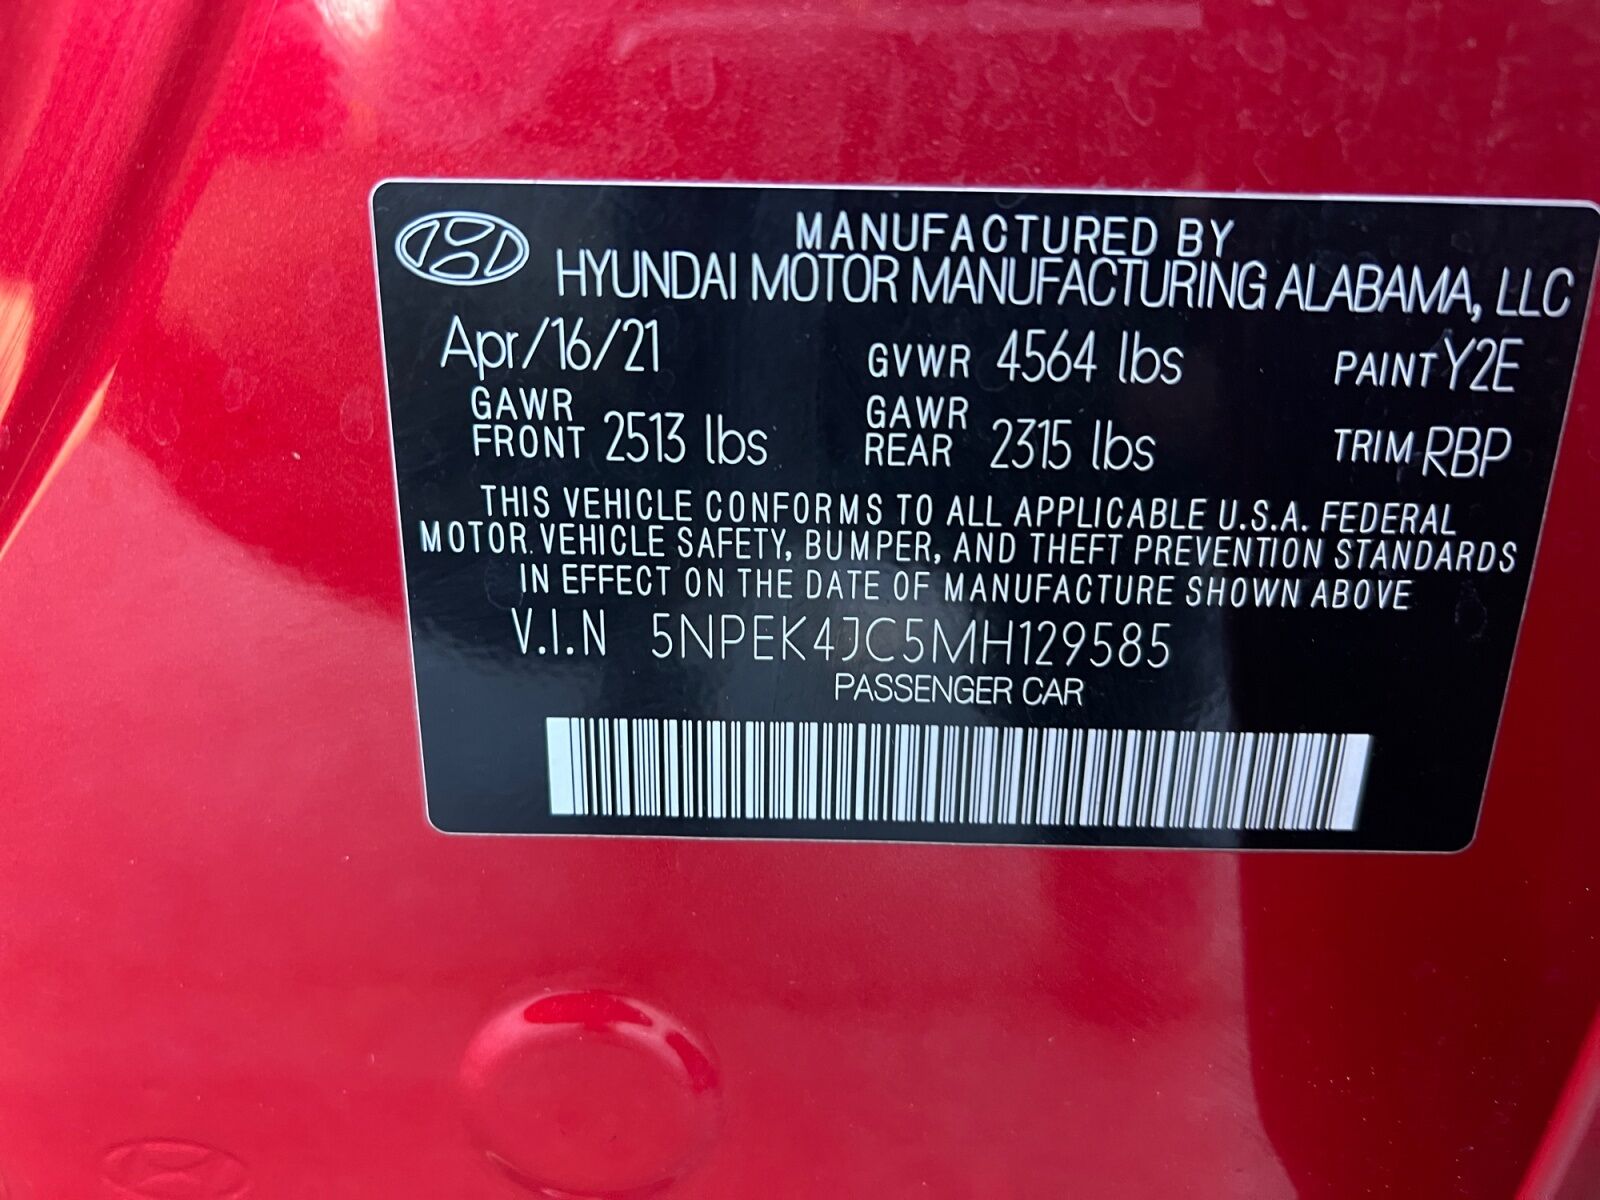 MANUFACTURED BY
HYUNDAI MOTOR MANUFACTURING ALABAMA, LLC
Apr/16/21 GVWR 4564 lbs PAINT Y2E
GAWR FRONT 2513 lbs GAWR REAR 2315 lbs TRIM RBP
THIS VEHICLE CONFORMS TO ALL APPLICABLE U.S.A. FEDERAL
MOTOR VEHICLE SAFETY, BUMPER, AND THEFT PREVENTION STANDARDS
IN EFFECT ON THE DATE OF MANUFACTURE SHOWN ABOVE
V.I.N 5NPEK4JC5MH129585
PASSENGER CAR